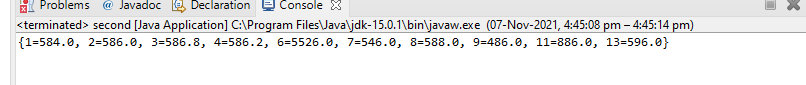 Problems @ Javadoc Declaration Console
<terminated> second [Java Application] C:\Program Files\Java\jdk-15.0.1\bin\javaw.exe (07-Nov-2021, 4:45:08 pm – 4:45:14 pm)
{1=584.0, 2=586.0, 3=586.8, 4=586.2, 6=5526.0, 7=546.0, 8=588.0, 9=486.0, 11=886.0, 13=596.0}